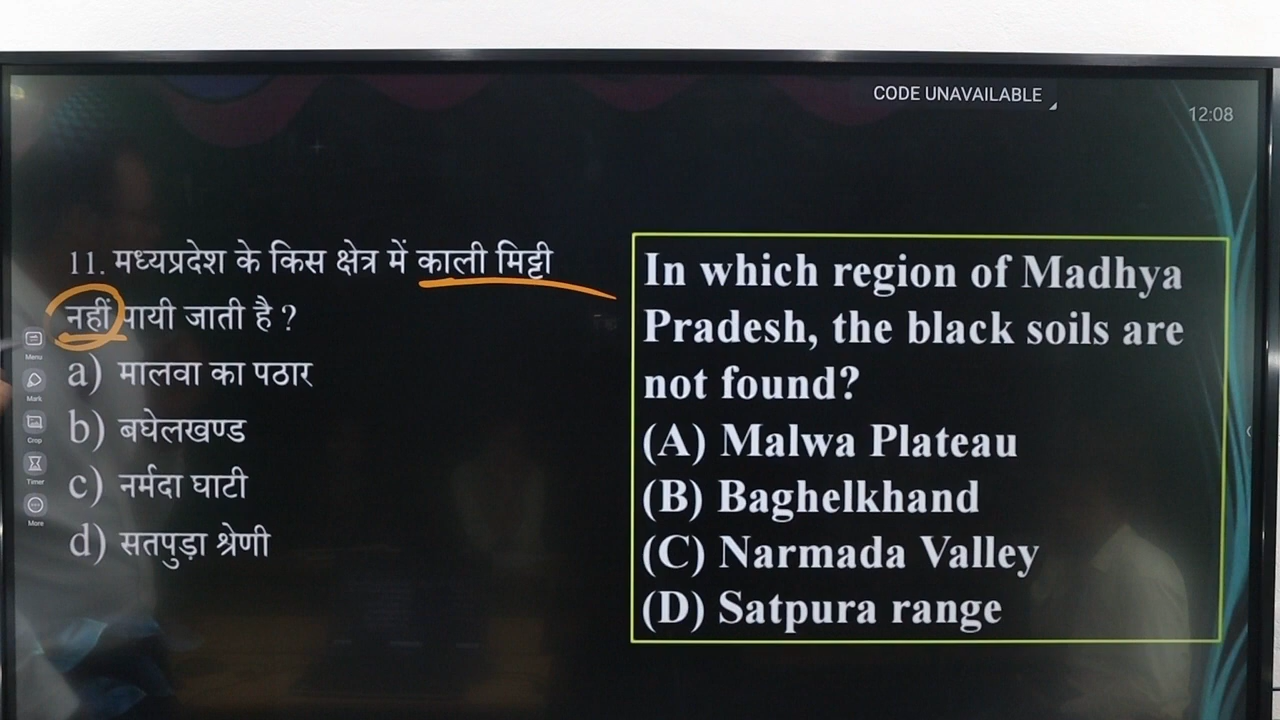 CODE UNAVAILABLE
12:08
11. मध्यप्रदेश के किस क्षेत्र में काली मिट्टी
नहीं पायी जाती है ?
a) मालवा का पठार
b) बघेलखण्ड
c) नर्मदा घाटी
d) सतपुड़ा श्रेणी
Menu
Mark
Crop
Timer
More
In which region of Madhya
Pradesh, the black soils are
not found?
(A) Malwa Plateau
(B) Baghelkhand
(C) Narmada Valley
(D) Satpura range